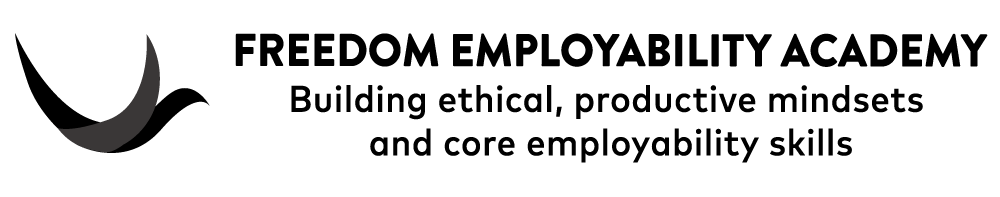 FREEDOM EMPLOYABILITY ACADEMY
Building ethical, productive mindsets
and core employability skills